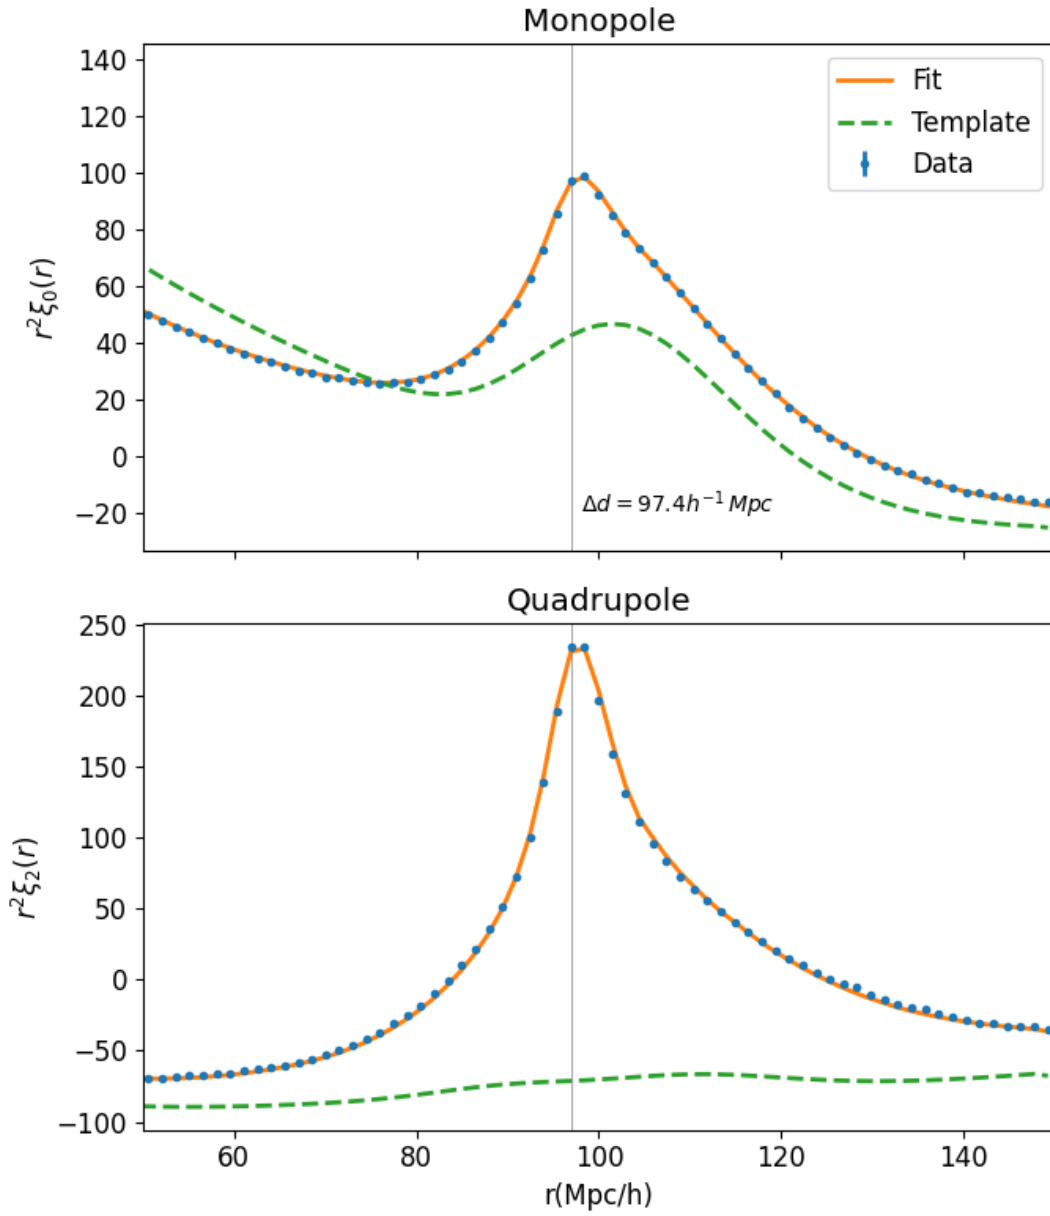 Monopole
140
120
100
80
60
40
20
0
−20
r²ξ₀(r)
Fit
Template
Data
Δd = 97.4h⁻¹ Mpc
Quadrupole
250
200
150
100
50
0
−50
−100
r²ξ₂(r)
60 80 100 120 140
r(Mpc/h)